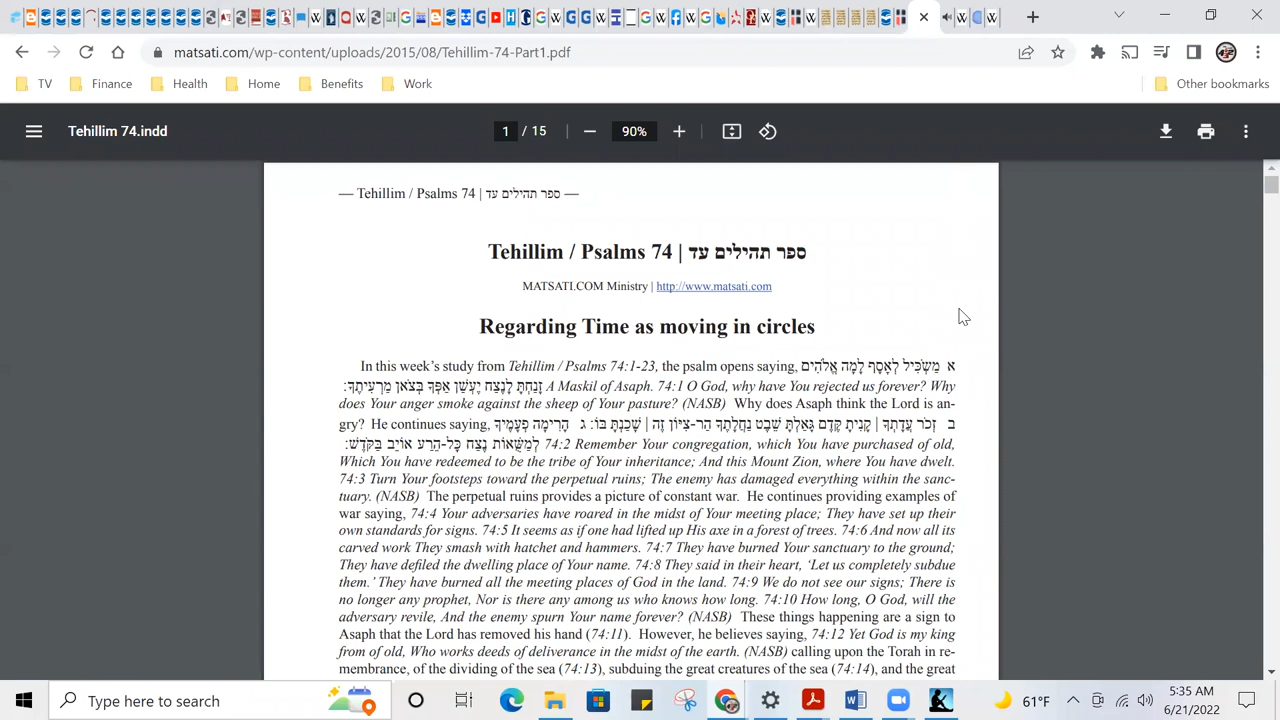 matsati.com/wp-content/uploads/2015/08/Tehillim-74-Part1.pdf
TV Finance Health Home Benefits Work Other bookmarks
Tehillim 74.indd 1 / 15 90%
— Tehillim / Psalms 74 | ספר תהילים עד —
Tehillim / Psalms 74 | ספר תהילים עד
MATSATI.COM Ministry | http://www.matsati.com
Regarding Time as moving in circles
In this week's study from Tehillim / Psalms 74:1-23, the psalm opens saying, א מַשְׂכִּיל לְאָסָף לָמָה אֱלֹהִים
זָנַחְתָּ לָנֶצַח יֶעְשַׁן אַפְּךָ בְּצֹאן מַרְעִיתֶךָ: A Maskil of Asaph. 74:1 O God, why have You rejected us forever? Why
does Your anger smoke against the sheep of Your pasture? (NASB) Why does Asaph think the Lord is an-
gry? He continues saying, ב זְכֹר עֲדָתְךָ | קָנִיתָ קֶּדֶם גָּאַלְתָּ שֵׁבֶט נַחֲלָתֶךָ הַר-צִיּוֹן זֶה | שָׁכַנְתָּ בּוֹ: ג הָרִימָה פְעָמֶיךָ
לְמַשֻּׁאוֹת נֶצַח כָּל-הֵרַע אוֹיֵב בַּקֹּדֶשׁ: 74:2 Remember Your congregation, which You have purchased of old,
Which You have redeemed to be the tribe of Your inheritance; And this Mount Zion, where You have dwelt.
74:3 Turn Your footsteps toward the perpetual ruins; The enemy has damaged everything within the sanc-
tuary. (NASB) The perpetual ruins provides a picture of constant war. He continues providing examples of
war saying, 74:4 Your adversaries have roared in the midst of Your meeting place; They have set up their
own standards for signs. 74:5 It seems as if one had lifted up His axe in a forest of trees. 74:6 And now all its
carved work They smash with hatchet and hammers. 74:7 They have burned Your sanctuary to the ground;
They have defiled the dwelling place of Your name. 74:8 They said in their heart, 'Let us completely subdue
them.' They have burned all the meeting places of God in the land. 74:9 We do not see our signs; There is
no longer any prophet, Nor is there any among us who knows how long. 74:10 How long, O God, will the
adversary revile, And the enemy spurn Your name forever? (NASB) These things happening are a sign to
Asaph that the Lord has removed his hand (74:11). However, he believes saying, 74:12 Yet God is my king
from of old, Who works deeds of deliverance in the midst of the earth. (NASB) calling upon the Torah in re-
membrance, of the dividing of the sea (74:13), subduing the great creatures of the sea (74:14), and the great
Type here to search
61°F
5:35 AM
6/21/2022